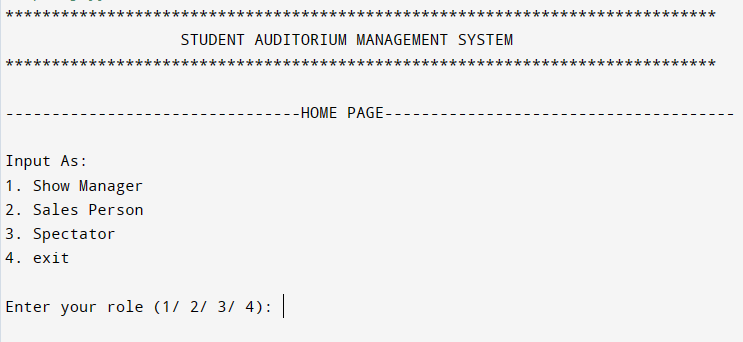 *****************************************************************************
STUDENT AUDITORIUM MANAGEMENT SYSTEM
*****************************************************************************
--------------------------------HOME PAGE--------------------------------------
Input As:
1. Show Manager
2. Sales Person
3. Spectator
4. exit
Enter your role (1/ 2/ 3/ 4):